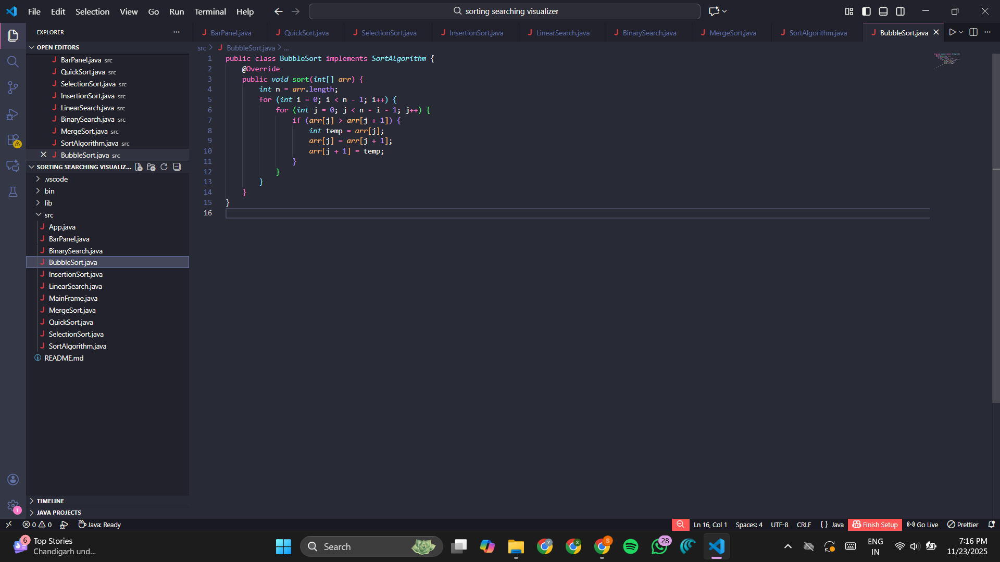 File Edit Selection View Go Run Terminal Help
sorting searching visualizer
EXPLORER
BarPanel.java QuickSort.java SelectionSort.java InsertionSort.java LinearSearch.java BinarySearch.java MergeSort.java SortAlgorithm.java BubbleSort.java
OPEN EDITORS
BarPanel.java src
QuickSort.java src
SelectionSort.java src
InsertionSort.java src
LinearSearch.java src
BinarySearch.java src
MergeSort.java src
SortAlgorithm.java src
BubbleSort.java src
SORTING SEARCHING VISUALIZ...
.vscode
bin
lib
src
App.java
BarPanel.java
BinarySearch.java
BubbleSort.java
InsertionSort.java
LinearSearch.java
MainFrame.java
MergeSort.java
QuickSort.java
SelectionSort.java
SortAlgorithm.java
README.md
TIMELINE
JAVA PROJECTS
src > BubbleSort.java > ...
1 public class BubbleSort implements SortAlgorithm {
2 @Override
3 public void sort(int[] arr) {
4 int n = arr.length;
5 for (int i = 0; i < n - 1; i++) {
6 for (int j = 0; j < n - i - 1; j++) {
7 if (arr[j] > arr[j + 1]) {
8 int temp = arr[j];
9 arr[j] = arr[j + 1];
10 arr[j + 1] = temp;
11 }
12 }
13 }
14 }
15 }
16
1
0 0 Java: Ready
Ln 16, Col 1 Spaces: 4 UTF-8 CRLF { } Java Finish Setup Go Live Prettier
6
Top Stories
Chandigarh und...
Search
Y
S
S
28
ENG
IN
7:16 PM
11/23/2025